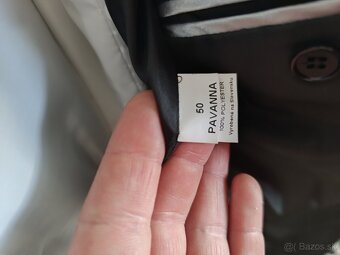 50
PAVANNA
100% POLYESTER
Vyrobené na Slovensku
© Bazos.sk